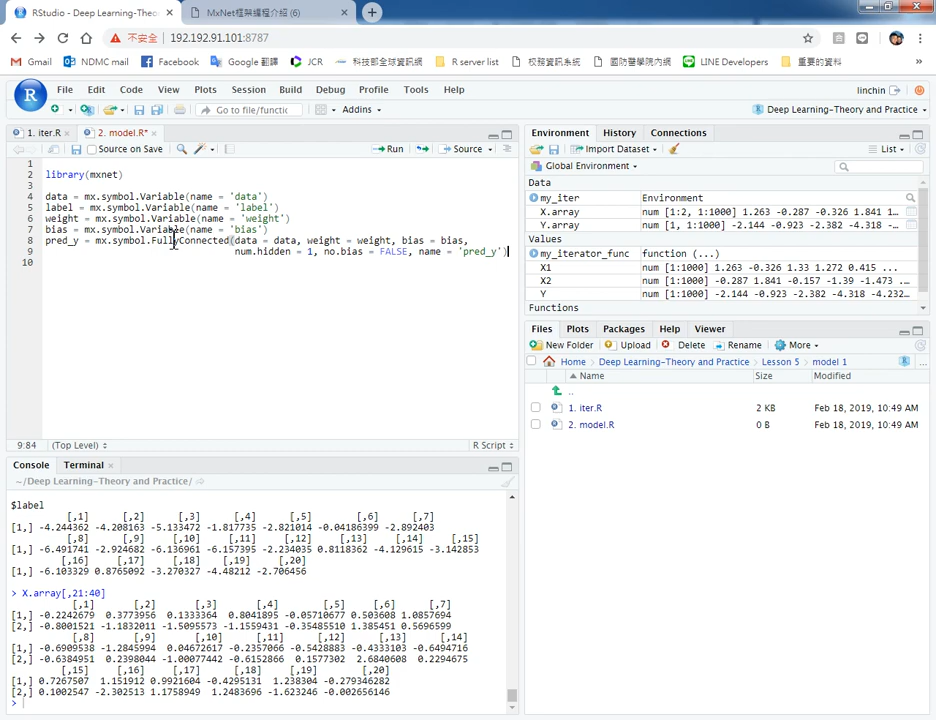 RStudio - Deep Learning-Theo ×
MxNet框架編程介紹 (6) ×
不安全 192.192.91.101:8787
Gmail NDMC mail Facebook Google 翻譯 JCR 科技部全球資訊網 R server list 校務資訊系統 國防醫學院內網 LINE Developers 重要的資料 »
File Edit Code View Plots Session Build Debug Profile Tools Help linchin
Go to file/functic Addins Deep Learning-Theory and Practice
1. iter.R × 2. model.R* ×
Source on Save Run Source
1
2 library(mxnet)
3
4 data = mx.symbol.Variable(name = 'data')
5 label = mx.symbol.Variable(name = 'label')
6 weight = mx.symbol.Variable(name = 'weight')
7 bias = mx.symbol.Variable(name = 'bias')
8 pred_y = mx.symbol.FullyConnected(data = data, weight = weight, bias = bias,
9 num.hidden = 1, no.bias = FALSE, name = 'pred_y')
10
9:84 (Top Level) R Script
Console Terminal ×
~/Deep Learning-Theory and Practice/
$label
[,1] [,2] [,3] [,4] [,5] [,6] [,7]
[1,] -4.244362 -4.208163 -5.133472 -1.817735 -2.821014 -0.04186399 -2.892403
[,8] [,9] [,10] [,11] [,12] [,13] [,14] [,15]
[1,] -6.491741 -2.924682 -6.136961 -6.157395 -2.234035 0.8118362 -4.129615 -3.142853
[,16] [,17] [,18] [,19] [,20]
[1,] -6.103329 0.8765092 -3.270327 -4.48212 -2.706456
> X.array[,21:40]
[,1] [,2] [,3] [,4] [,5] [,6] [,7]
[1,] -0.2242679 0.3773956 0.1333364 0.8041895 -0.05710677 0.503608 1.0857694
[2,] -0.8001521 -1.1832011 -1.5095573 -1.1559431 -0.35485510 1.385451 0.5696599
[,8] [,9] [,10] [,11] [,12] [,13] [,14]
[1,] -0.6909538 -1.2845994 0.04672617 -0.2357066 -0.5428883 -0.4333103 -0.6494716
[2,] -0.6384951 0.2398044 -1.00077442 -0.6152866 0.1577302 2.6840608 0.2294675
[,15] [,16] [,17] [,18] [,19] [,20]
[1,] 0.7267507 1.151912 0.9921604 -0.4295131 1.238304 -0.279346282
[2,] 0.1002547 -2.302513 1.1758949 1.2483696 -1.623246 -0.002656146
>
Environment History Connections
Import Dataset List
Global Environment
Data
my_iter Environment
X.array num [1:2, 1:1000] 1.263 -0.287 -0.326 1.841 1…
Y.array num [1, 1:1000] -2.144 -0.923 -2.382 -4.318 -…
Values
my_iterator_func function (...)
X1 num [1:1000] 1.263 -0.326 1.33 1.272 0.415 ...
X2 num [1:1000] -0.287 1.841 -0.157 -1.39 -1.473 ...
Y num [1:1000] -2.144 -0.923 -2.382 -4.318 -4.232…
Functions
Files Plots Packages Help Viewer
New Folder Upload Delete Rename More
Home Deep Learning-Theory and Practice Lesson 5 model 1 ...
Name Size Modified
..
1. iter.R 2 KB Feb 18, 2019, 10:49 AM
2. model.R 0 B Feb 18, 2019, 10:49 AM